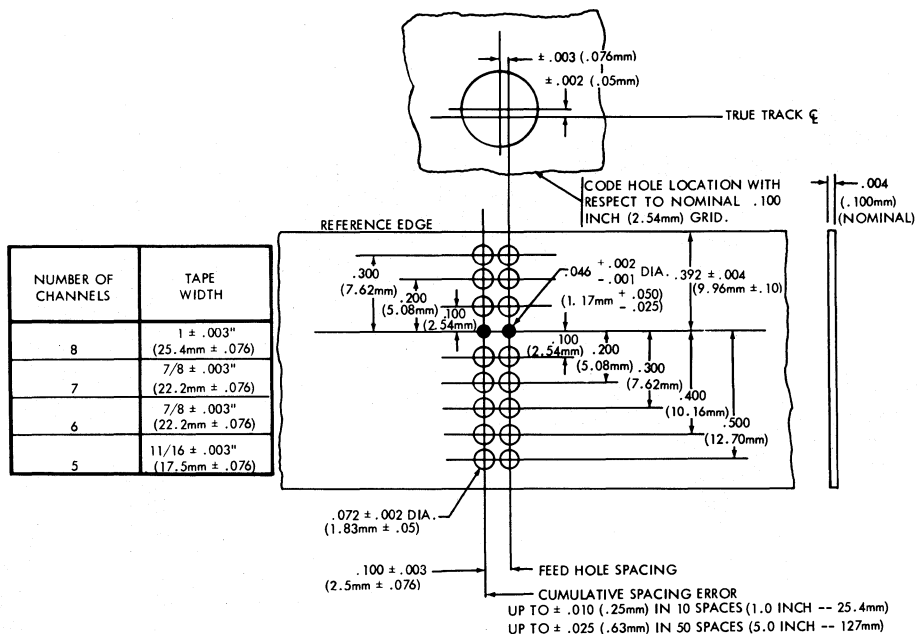 ± .003 (.076mm)
± .002 (.05mm)
TRUE TRACK ℄
CODE HOLE LOCATION WITH
RESPECT TO NOMINAL .100
INCH (2.54mm) GRID.
.004
(.100mm)
(NOMINAL)
REFERENCE EDGE
NUMBER OF
CHANNELS
TAPE
WIDTH
8
1 ± .003"
(25.4mm ± .076)
7
7/8 ± .003"
(22.2mm ± .076)
6
7/8 ± .003"
(22.2mm ± .076)
5
11/16 ± .003"
(17.5mm ± .076)
.300
(7.62mm)
.200
(5.08mm)
.100
(2.54mm)
.046 + .002 - .001 DIA.
(1.17mm + .050) - .025)
.392 ± .004
(9.96mm ± .10)
.100
(2.54mm)
.200
(5.08mm)
.300
(7.62mm)
.400
(10.16mm)
.500
(12.70mm)
.072 ± .002 DIA.
(1.83mm ± .05)
.100 ± .003
(2.5mm ± .076)
FEED HOLE SPACING
CUMULATIVE SPACING ERROR
UP TO ± .010 (.25mm) IN 10 SPACES (1.0 INCH -- 25.4mm)
UP TO ± .025 (.63mm) IN 50 SPACES (5.0 INCH -- 127mm)